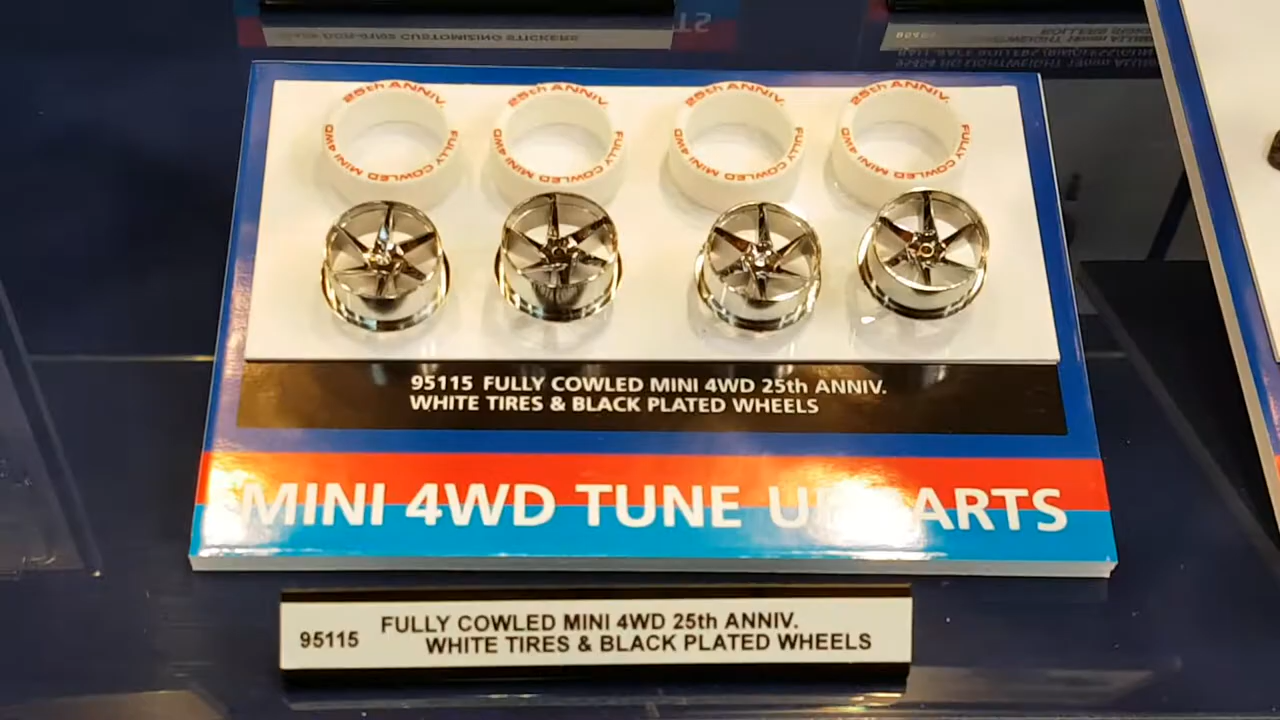 25th ANNIV.
FULLY COWLED MINI 4WD
25th ANNIV.
FULLY COWLED MINI 4WD
25th ANNIV.
FULLY COWLED MINI 4WD
25th ANNIV.
FULLY COWLED MINI 4WD
95115 FULLY COWLED MINI 4WD 25th ANNIV.
WHITE TIRES & BLACK PLATED WHEELS
MINI 4WD TUNE UP PARTS
95115
FULLY COWLED MINI 4WD 25th ANNIV.
WHITE TIRES & BLACK PLATED WHEELS